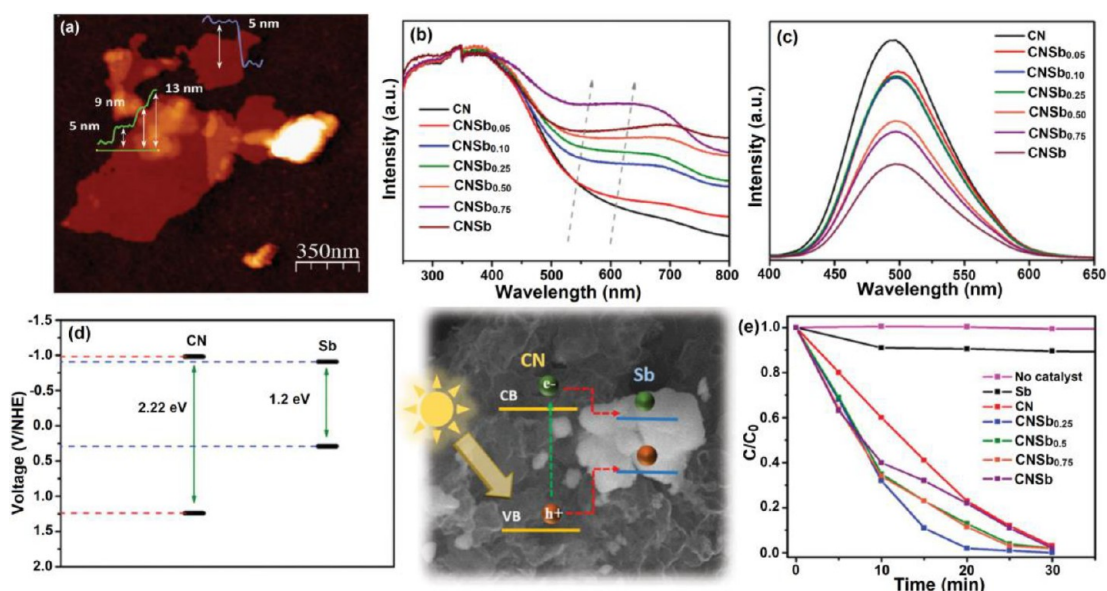 (a)
5 nm
13 nm
9 nm
5 nm
350nm
(b)
CN
CNSb0.05
CNSb0.10
CNSb0.25
CNSb0.50
CNSb0.75
CNSb
Intensity (a.u.)
300 400 500 600 700 800
Wavelength (nm)
(c)
CN
CNSb0.05
CNSb0.10
CNSb0.25
CNSb0.50
CNSb0.75
CNSb
Intensity (a.u.)
400 450 500 550 600 650
Wavelength (nm)
(d)
CN
Sb
-1.5
-1.0
-0.5
0.0
0.5
1.0
1.5
2.0
Voltage (V/NHE)
2.22 eV
1.2 eV
CN
Sb
e-
CB
VB
h+
(e)
1.0
0.8
0.6
0.4
0.2
0.0
C/C0
No catalyst
Sb
CN
CNSb0.25
CNSb0.5
CNSb0.75
CNSb
0 10 20 30
Time (min)